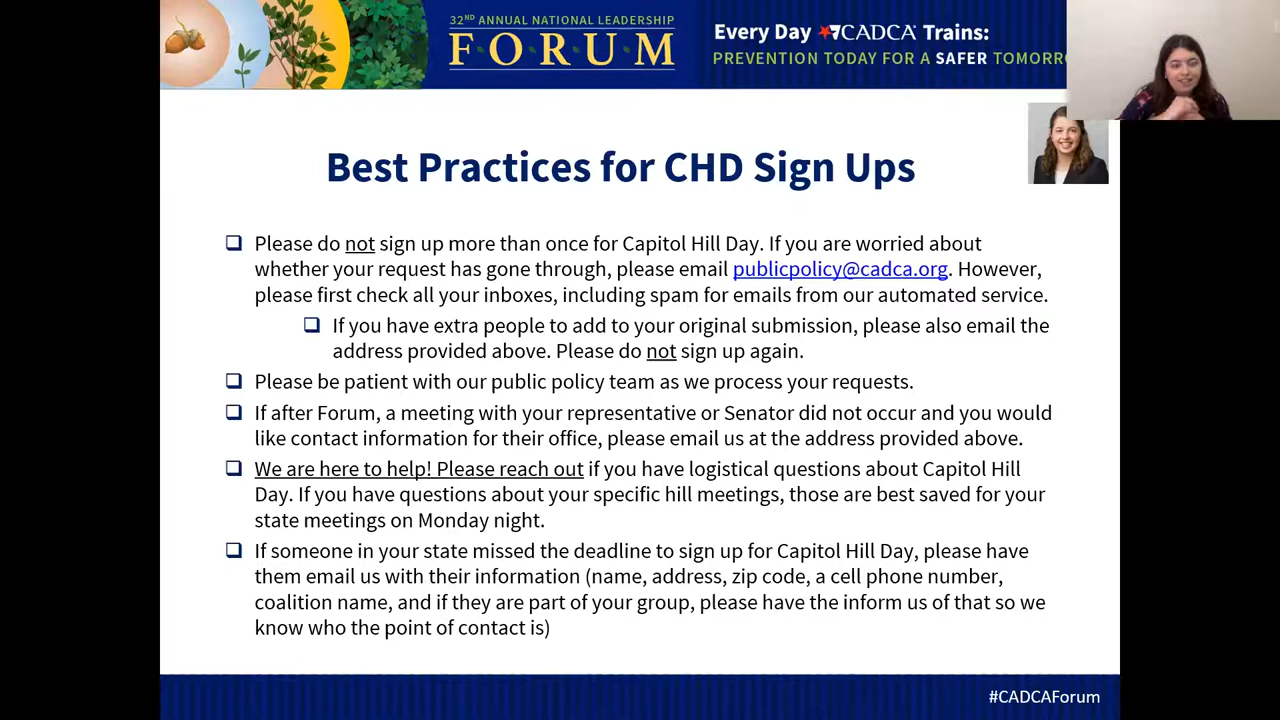 32ND ANNUAL NATIONAL LEADERSHIP
FORUM
Every Day CADCA Trains:
PREVENTION TODAY FOR A SAFER TOMORRO
Best Practices for CHD Sign Ups
Please do not sign up more than once for Capitol Hill Day. If you are worried about
whether your request has gone through, please email publicpolicy@cadca.org. However,
please first check all your inboxes, including spam for emails from our automated service.
If you have extra people to add to your original submission, please also email the
address provided above. Please do not sign up again.
Please be patient with our public policy team as we process your requests.
If after Forum, a meeting with your representative or Senator did not occur and you would
like contact information for their office, please email us at the address provided above.
We are here to help! Please reach out if you have logistical questions about Capitol Hill
Day. If you have questions about your specific hill meetings, those are best saved for your
state meetings on Monday night.
If someone in your state missed the deadline to sign up for Capitol Hill Day, please have
them email us with their information (name, address, zip code, a cell phone number,
coalition name, and if they are part of your group, please have the inform us of that so we
know who the point of contact is)
#CADCAForum